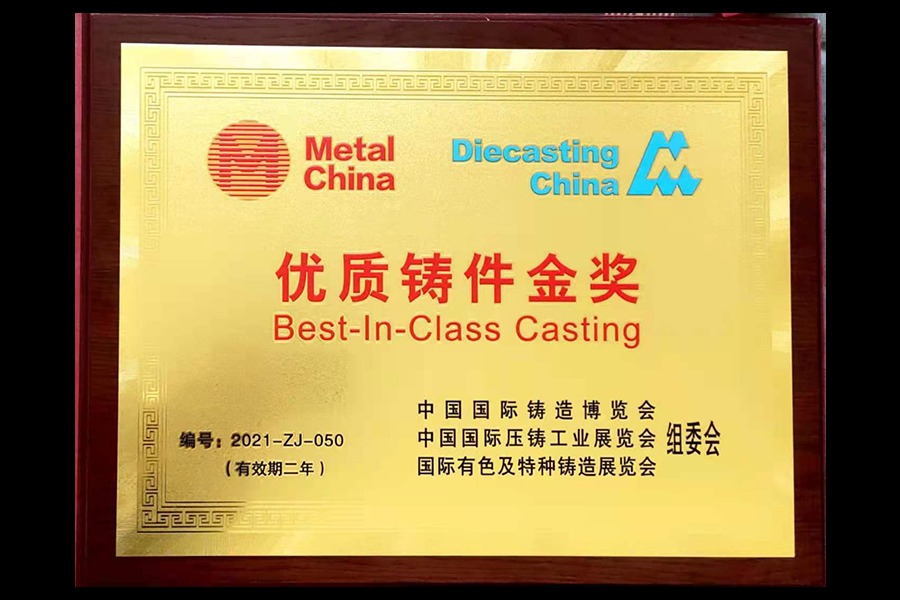 Metal
China
Diecasting
China
优质铸件金奖
Best-In-Class Casting
编号：2021-ZJ-050
（有效期二年）
中国国际铸造博览会
中国国际压铸工业展览会
国际有色及特种铸造展览会
组委会